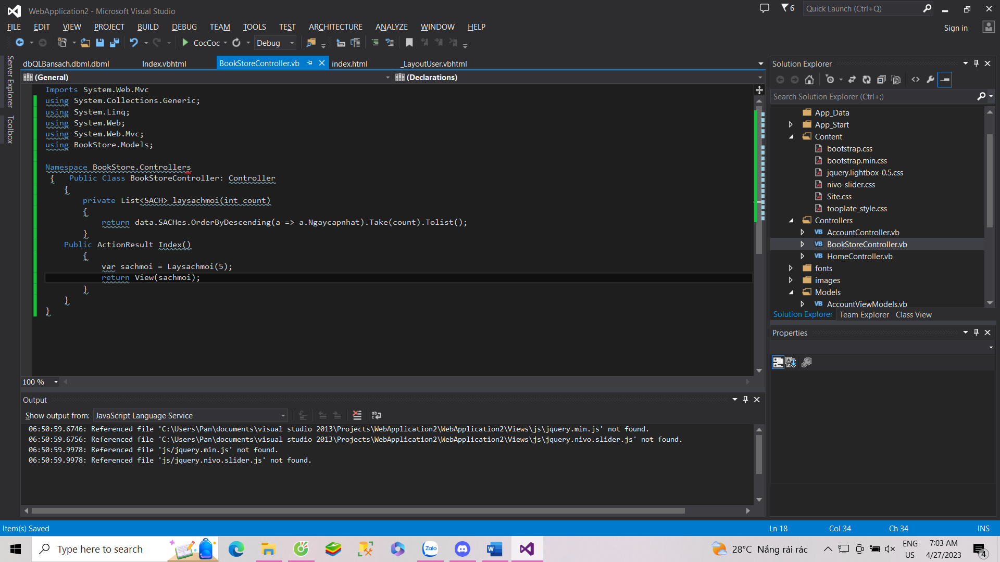 WebApplication2 - Microsoft Visual Studio
6
Quick Launch (Ctrl+Q)
FILE EDIT VIEW PROJECT BUILD DEBUG TEAM TOOLS TEST ARCHITECTURE ANALYZE WINDOW HELP
Sign in
CocCoc
Debug
Server Explorer
Toolbox
dbQLBansach.dbml.dbml Index.vbhtml BookStoreController.vb index.html _LayoutUser.vbhtml
(General) (Declarations)
Imports System.Web.Mvc
using System.Collections.Generic;
using System.Linq;
using System.Web;
using System.Web.Mvc;
using BookStore.Models;
Namespace BookStore.Controllers
{ Public Class BookStoreController: Controller
{
private List<SACH> laysachmoi(int count)
{
return data.SACHes.OrderByDescending(a => a.Ngaycapnhat).Take(count).Tolist();
}
Public ActionResult Index()
{
var sachmoi = Laysachmoi(5);
return View(sachmoi);
}
}
}
100 %
Output
Show output from: JavaScript Language Service
06:50:59.6746: Referenced file 'C:\Users\Pan\documents\visual studio 2013\Projects\WebApplication2\WebApplication2\Views\js\jquery.min.js' not found.
06:50:59.6756: Referenced file 'C:\Users\Pan\documents\visual studio 2013\Projects\WebApplication2\WebApplication2\Views\js\jquery.nivo.slider.js' not found.
06:50:59.9978: Referenced file 'js/jquery.min.js' not found.
06:50:59.9978: Referenced file 'js/jquery.nivo.slider.js' not found.
Solution Explorer
Search Solution Explorer (Ctrl+;)
App_Data
App_Start
Content
bootstrap.css
bootstrap.min.css
jquery.lightbox-0.5.css
nivo-slider.css
Site.css
tooplate_style.css
Controllers
VB AccountController.vb
VB BookStoreController.vb
VB HomeController.vb
fonts
images
Models
VB AccountViewModels.vb
Solution Explorer Team Explorer Class View
Properties
Item(s) Saved
Ln 18 Col 34 Ch 34 INS
Type here to search
Zalo
28°C Nắng rải rác
ENG
US
7:03 AM
4/27/2023
4